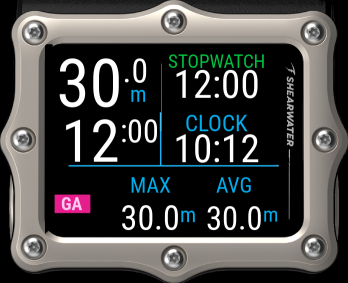 30.0 m
STOPWATCH
12:00
12:00
CLOCK
10:12
SHEARWATER
MAX AVG
GA
30.0m 30.0m